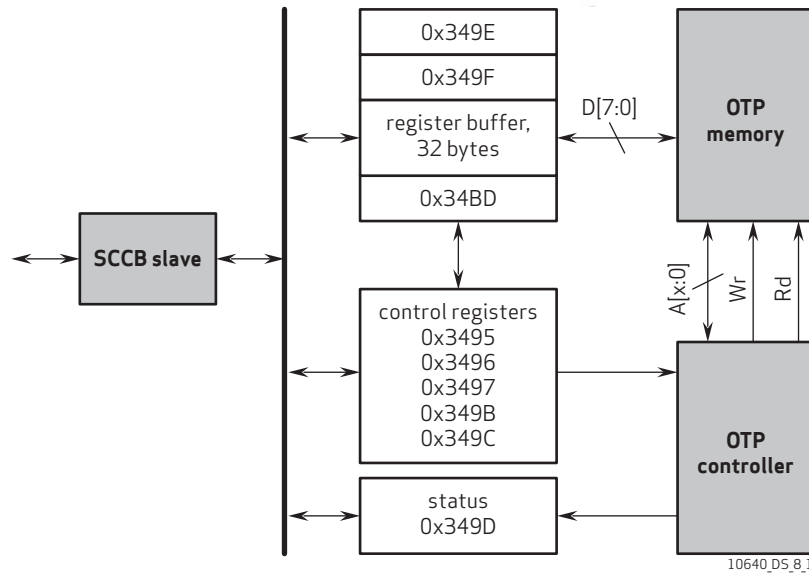 0x349E
0x349F
register buffer,
32 bytes
0x34BD
D[7:0]
OTP
memory
SCCB slave
A[x:0]
Wr
Rd
control registers
0x3495
0x3496
0x3497
0x349B
0x349C
OTP
controller
status
0x349D